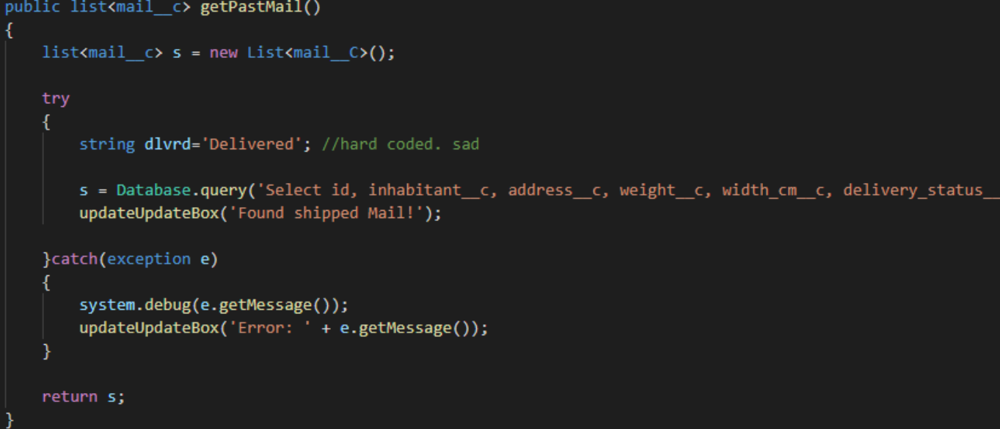 public list<mail__c> getPastMail()
{
list<mail__c> s = new List<mail__C>();
try
{
string dlvrd='Delivered'; //hard coded. sad
s = Database.query('Select id, inhabitant__c, address__c, weight__c, width_cm__c, delivery_status__
updateUpdateBox('Found shipped Mail!');
}catch(exception e)
{
system.debug(e.getMessage());
updateUpdateBox('Error: ' + e.getMessage());
}
return s;
}